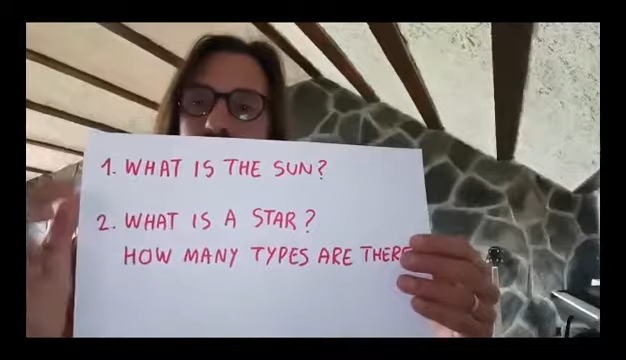 1. WHAT IS THE SUN?
2. WHAT IS A STAR?
HOW MANY TYPES ARE THERE